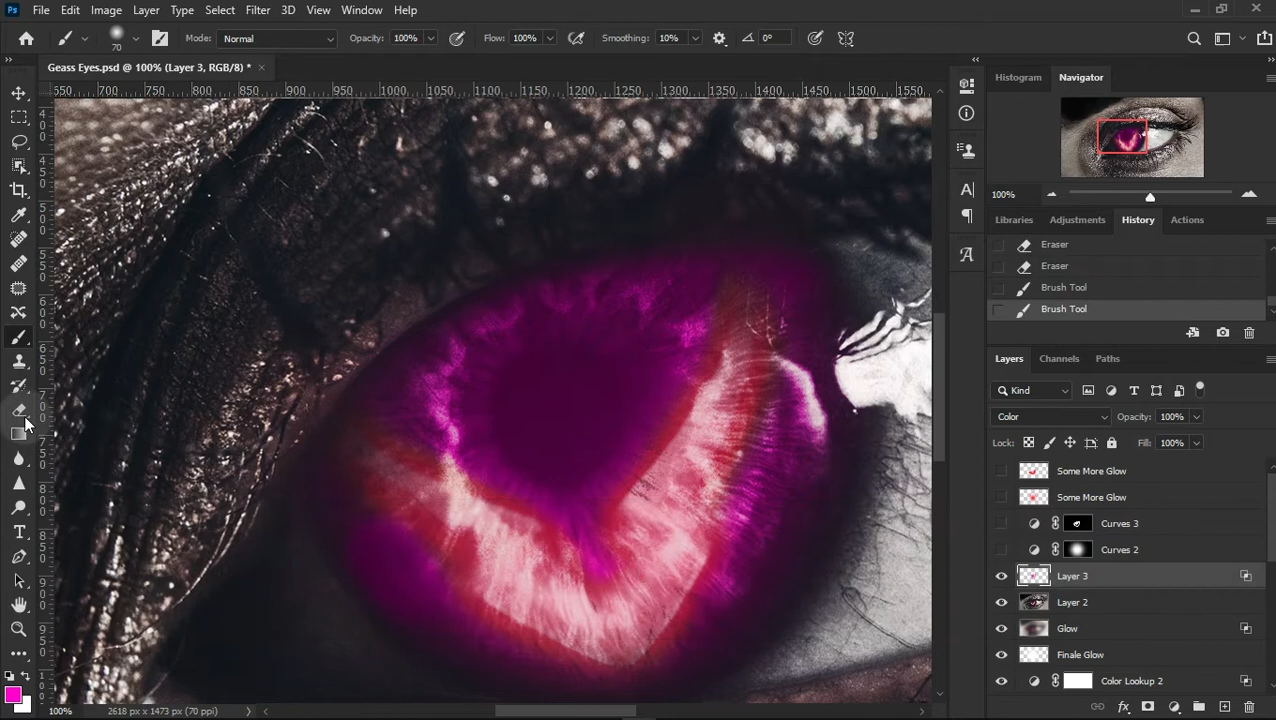 Ps File Edit Image Layer Type Select Filter 3D View Window Help
70 Mode: Normal Opacity: 100% Flow: 100% Smoothing: 10% 0°
Geass Eyes.psd @ 100% (Layer 3, RGB/8) *
Histogram Navigator
550 700 750 800 850 900 950 1000 1050 1100 1150 1200 1250 1300 1350 1400 1450 1500 1550
100%
Libraries Adjustments History Actions
Eraser
Eraser
Brush Tool
Brush Tool
Layers Channels Paths
Kind
Color Opacity: 100%
Lock: Fill: 100%
Some More Glow
Some More Glow
Curves 3
Curves 2
Layer 3
Layer 2
Glow
Finale Glow
Color Lookup 2
100% 2618 px x 1473 px (70 ppi)